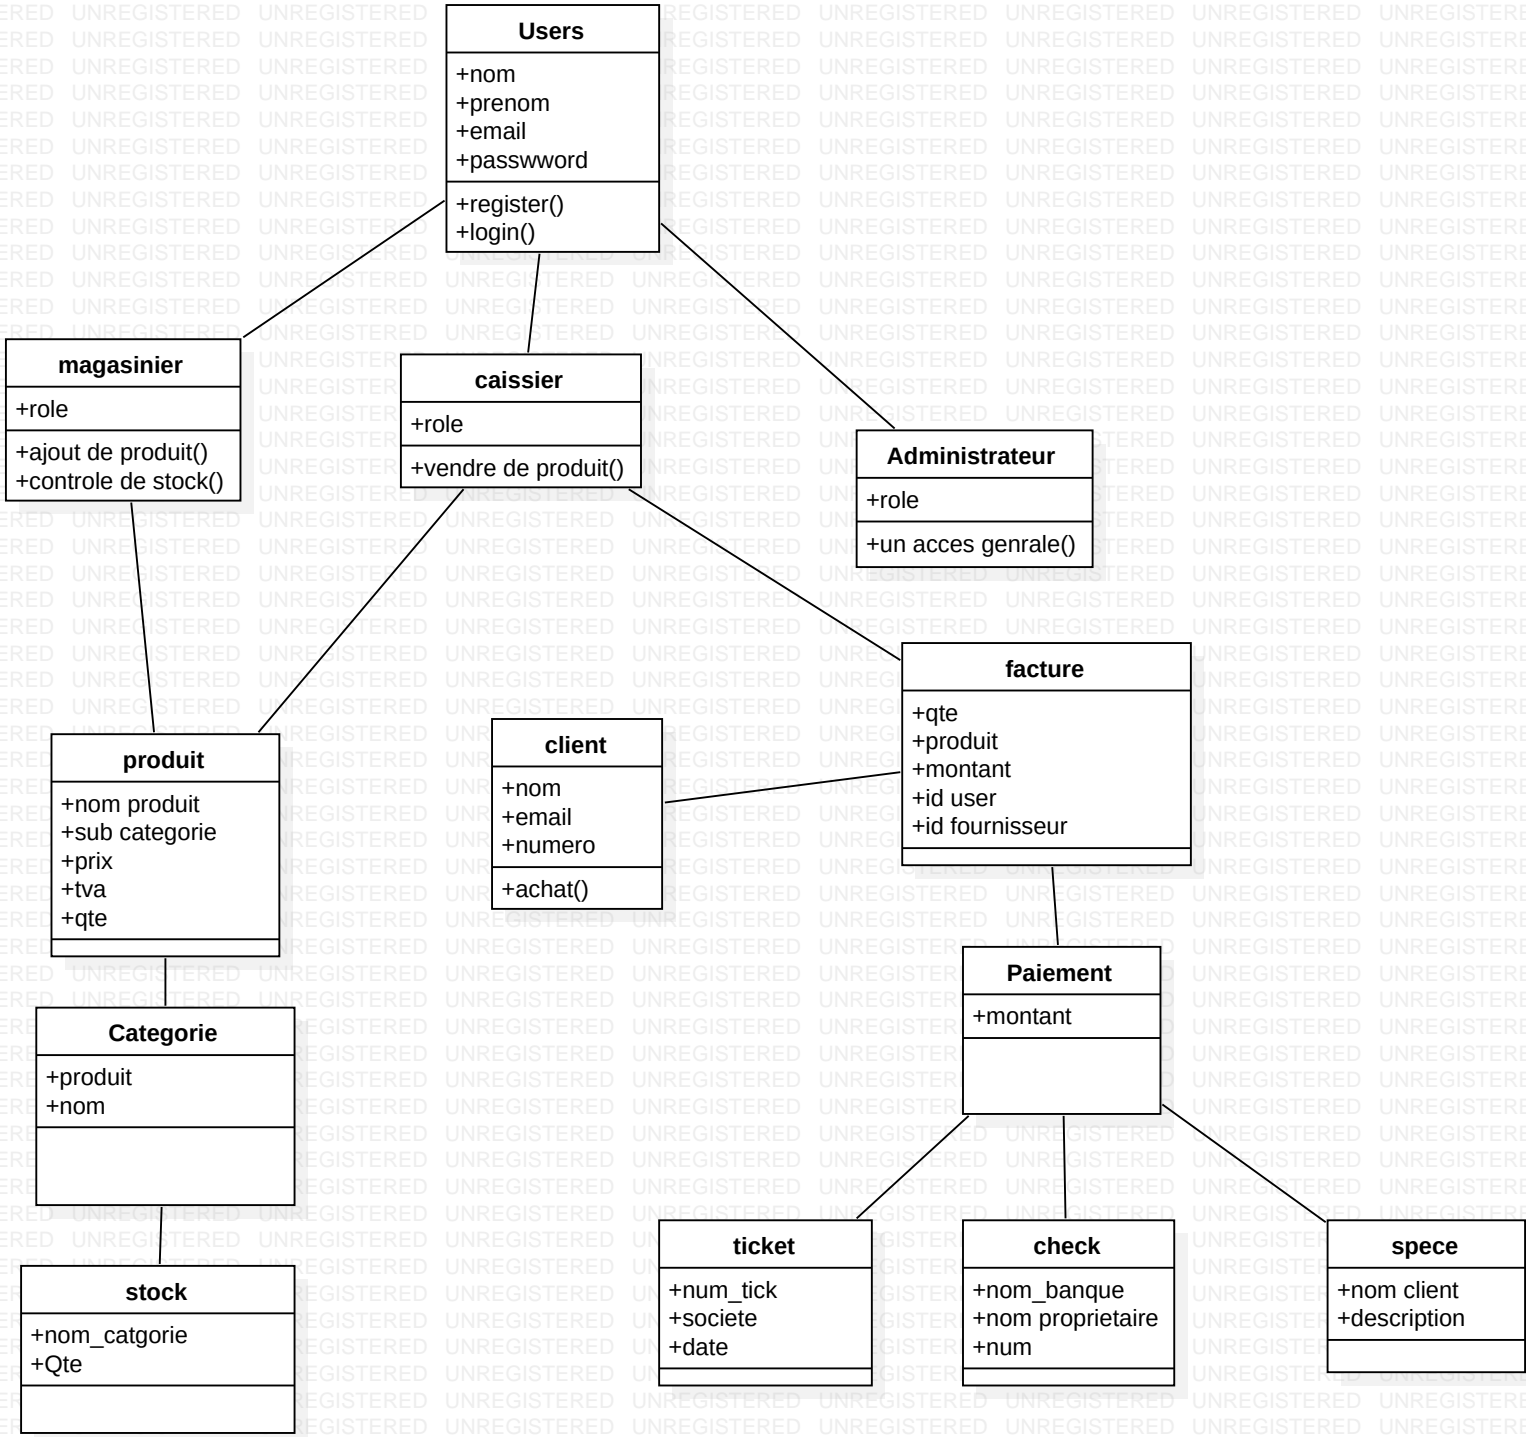 Users
+nom
+prenom
+email
+passwword
+register()
+login()
magasinier
+role
+ajout de produit()
+controle de stock()
caissier
+role
+vendre de produit()
Administrateur
+role
+un acces genrale()
facture
+qte
+produit
+montant
+id user
+id fournisseur
client
+nom
+email
+numero
+achat()
produit
+nom produit
+sub categorie
+prix
+tva
+qte
Paiement
+montant
Categorie
+produit
+nom
ticket
+num_tick
+societe
+date
check
+nom_banque
+nom proprietaire
+num
spece
+nom client
+description
stock
+nom_catgorie
+Qte
UNREGISTERED